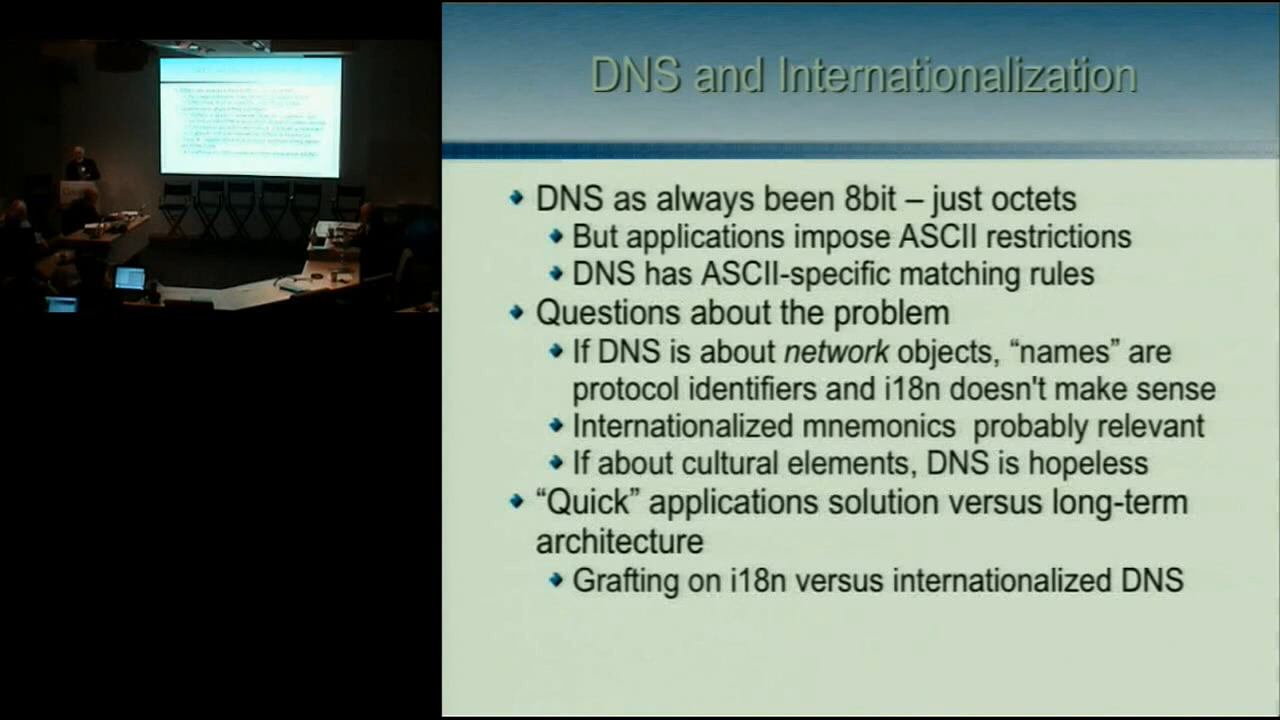 DNS and Internationalization
DNS as always been 8bit – just octets
But applications impose ASCII restrictions
DNS has ASCII-specific matching rules
Questions about the problem
If DNS is about network objects, “names” are
protocol identifiers and i18n doesn't make sense
Internationalized mnemonics probably relevant
If about cultural elements, DNS is hopeless
“Quick” applications solution versus long-term
architecture
Grafting on i18n versus internationalized DNS